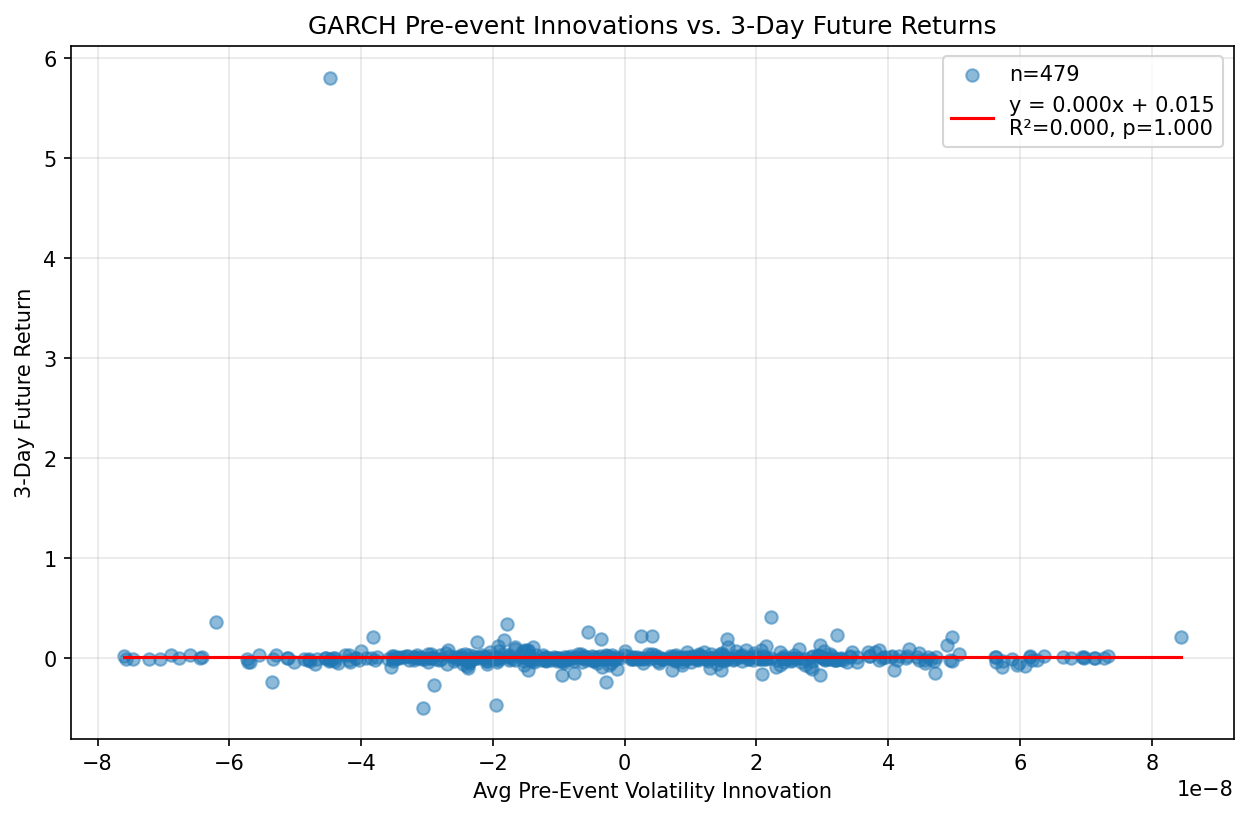 GARCH Pre-event Innovations vs. 3-Day Future Returns
n=479
y = 0.000x + 0.015
R²=0.000, p=1.000
3-Day Future Return
6
5
4
3
2
1
0
−8 −6 −4 −2 0 2 4 6 8
1e−8
Avg Pre-Event Volatility Innovation